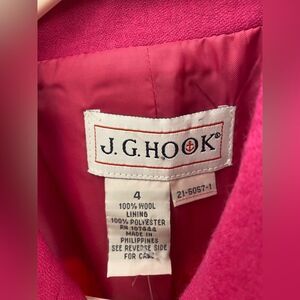 J.G.HOOK®
4
100% WOOL
LINING
100% POLYESTER
RN 107444
MADE IN
PHILIPPINES
SEE REVERSE SIDE
FOR CARE
21-5057-1